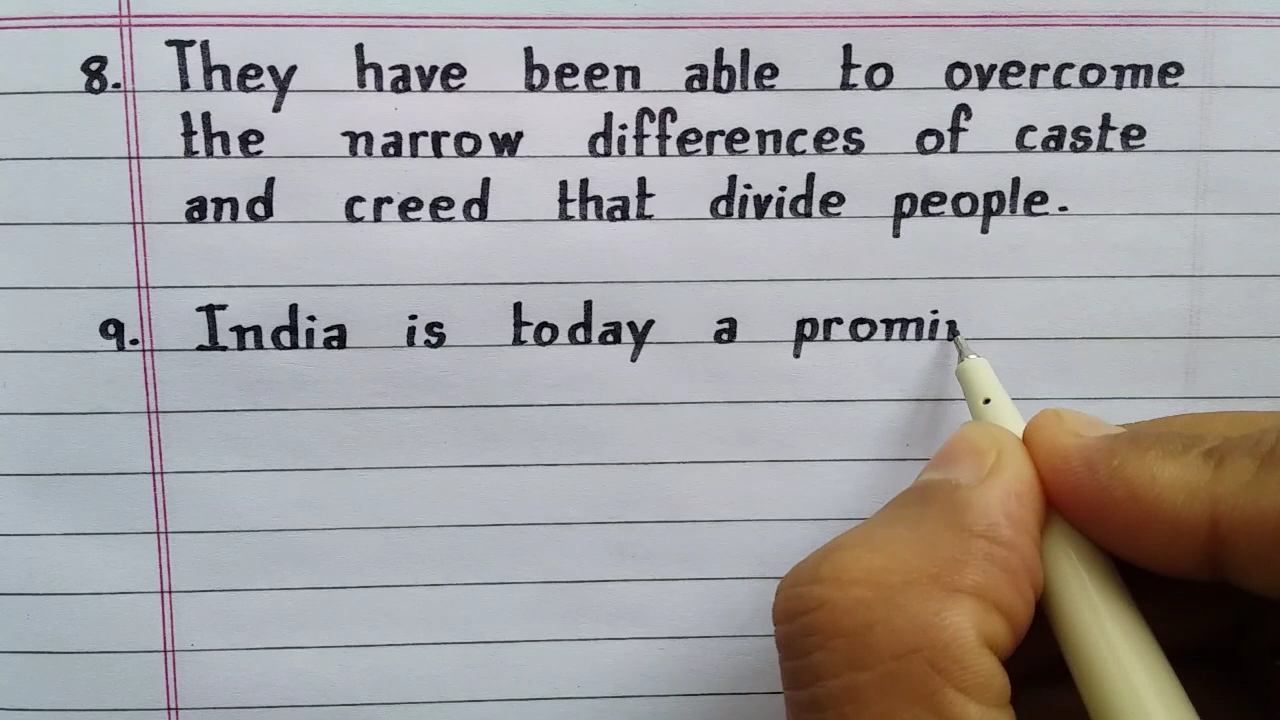 8. They have been able to overcome
the narrow differences of caste
and creed that divide people.
9. India is today a promin